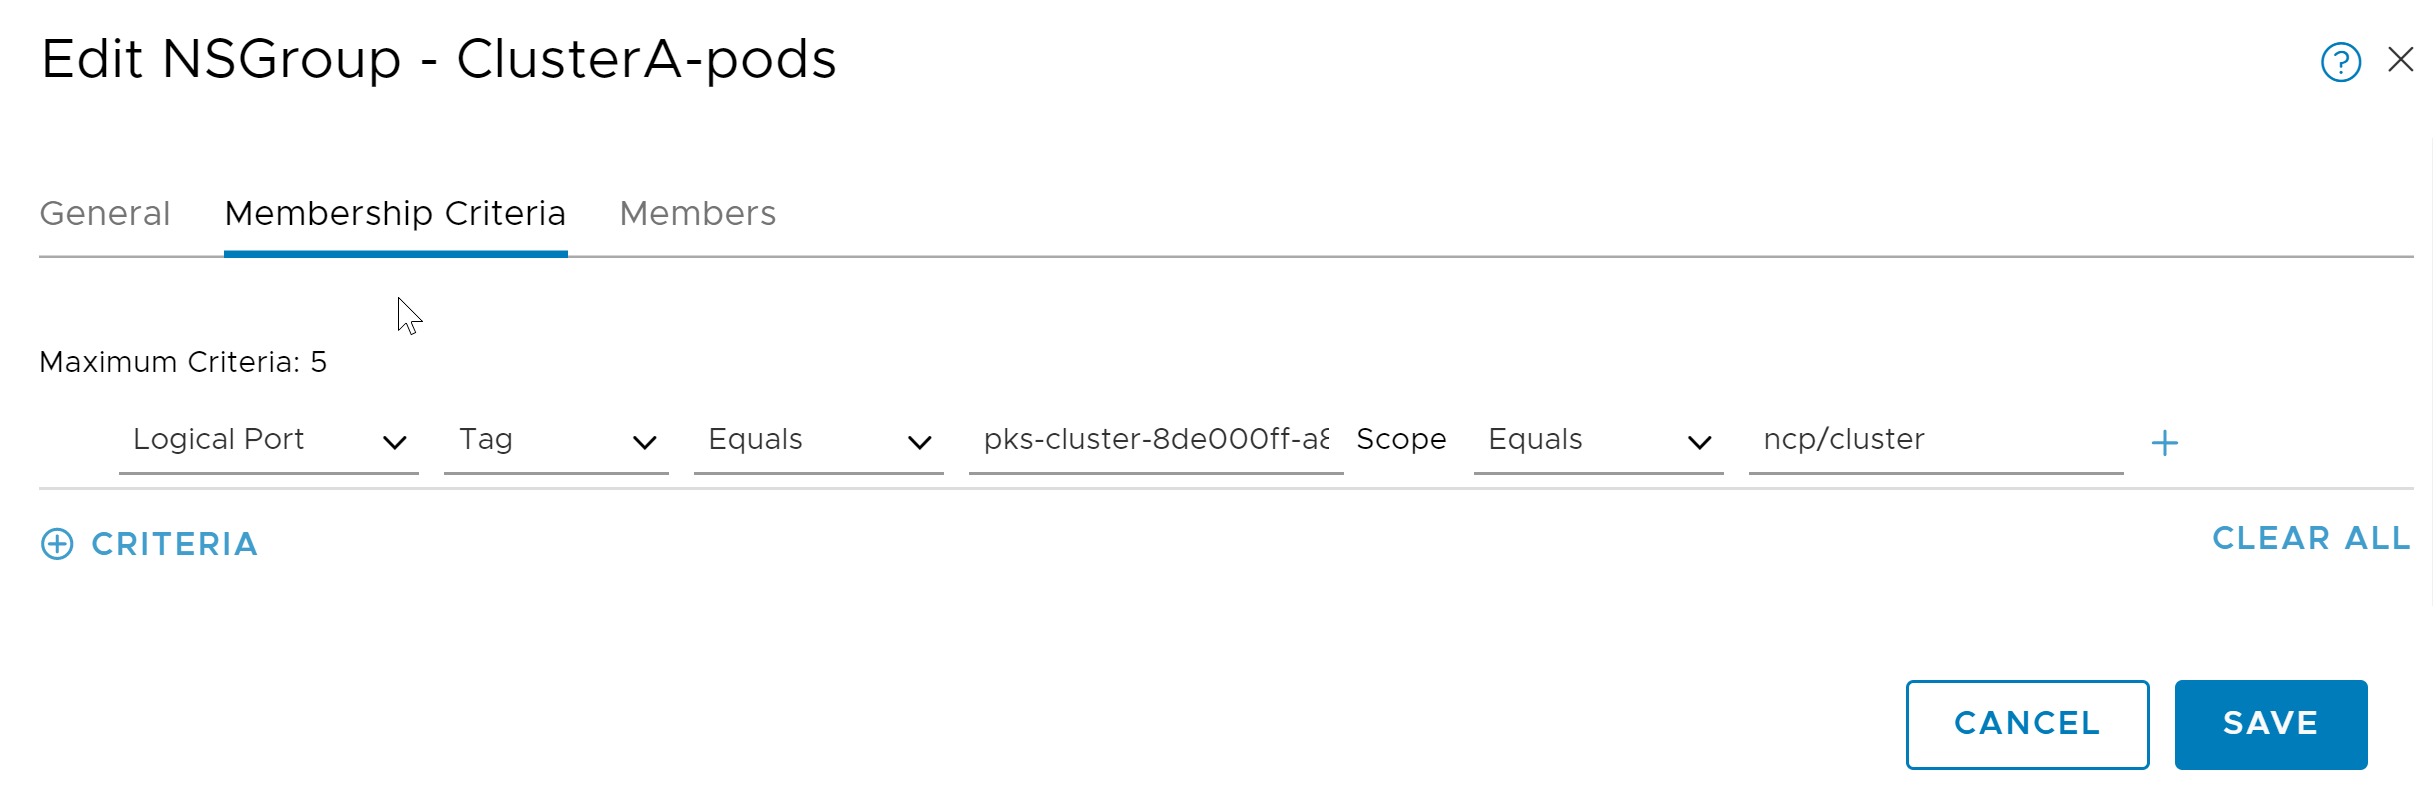 Edit NSGroup - ClusterA-pods
General Membership Criteria Members
Maximum Criteria: 5
Logical Port Tag Equals pks-cluster-8de000ff-a8 Scope Equals ncp/cluster
CRITERIA CLEAR ALL
CANCEL SAVE